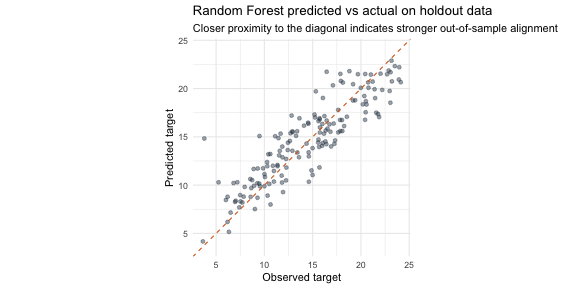 Random Forest predicted vs actual on holdout data
Closer proximity to the diagonal indicates stronger out-of-sample alignment
25
20
15
10
5
Predicted target
5
10
15
20
25
Observed target